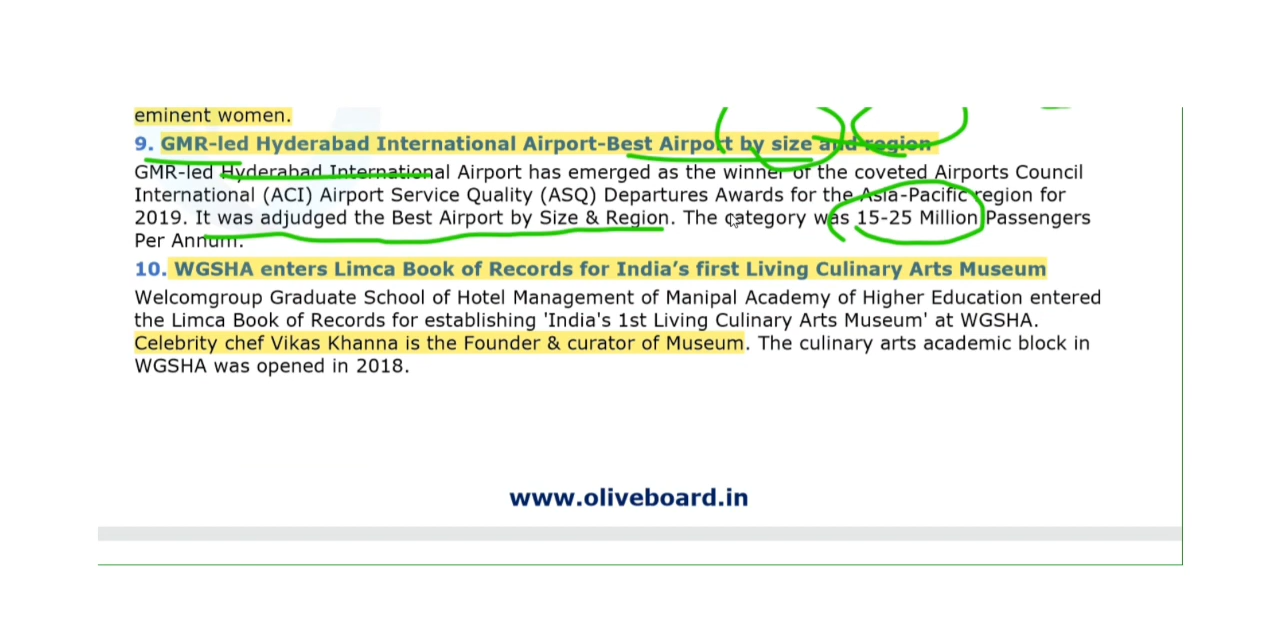 eminent women.
9. GMR-led Hyderabad International Airport-Best Airport by size and region
GMR-led Hyderabad International Airport has emerged as the winner of the coveted Airports Council
International (ACI) Airport Service Quality (ASQ) Departures Awards for the Asia-Pacific region for
2019. It was adjudged the Best Airport by Size & Region. The category was 15-25 Million Passengers
Per Annum.
10. WGSHA enters Limca Book of Records for India’s first Living Culinary Arts Museum
Welcomgroup Graduate School of Hotel Management of Manipal Academy of Higher Education entered
the Limca Book of Records for establishing 'India's 1st Living Culinary Arts Museum' at WGSHA.
Celebrity chef Vikas Khanna is the Founder & curator of Museum. The culinary arts academic block in
WGSHA was opened in 2018.
www.oliveboard.in